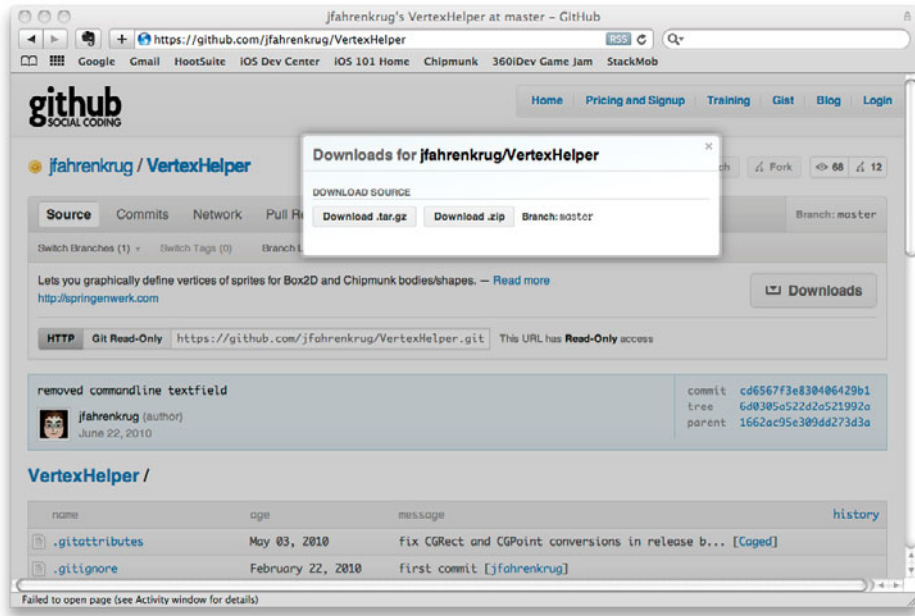 jfahrenkrug's VertexHelper at master – GitHub
https://github.com/jfahrenkrug/VertexHelper RSS
Google Gmail HootSuite iOS Dev Center iOS 101 Home Chipmunk 360iDev Game Jam StackMob
github
SOCIAL CODING
Home Pricing and Signup Training Gist Blog Login
jfahrenkrug / VertexHelper
Fork 68 12
Downloads for jfahrenkrug/VertexHelper
DOWNLOAD SOURCE
Download .tar.gz Download .zip Branch: master
Source Commits Network Pull Re
Branch: master
Switch Branches (1) Switch Tags (0) Branch L
Lets you graphically define vertices of sprites for Box2D and Chipmunk bodies/shapes. — Read more
http://springenwerk.com
Downloads
HTTP Git Read-Only https://github.com/jfahrenkrug/VertexHelper.git This URL has Read-Only access
removed commandline textfield
jfahrenkrug (author)
June 22, 2010
commit cd6567f3e830406429b1
tree 6d0305a522d2a521992a
parent 1662ac95e309dd273d3a
VertexHelper /
name age message history
.gitattributes May 03, 2010 fix CGRect and CGPoint conversions in release b... [Caged]
.gitignore February 22, 2010 first commit [jfahrenkrug]
Failed to open page (see Activity window for details)